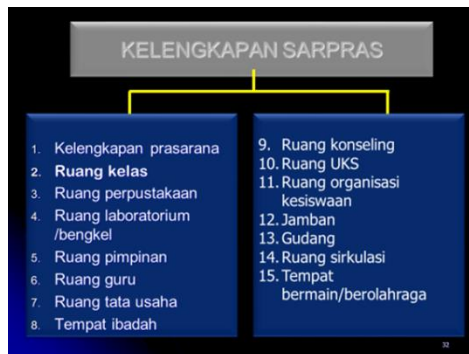 KELENGKAPAN SARPRAS
1. Kelengkapan prasarana
2. Ruang kelas
3. Ruang perpustakaan
4. Ruang laboratorium
/bengkel
5. Ruang pimpinan
6. Ruang guru
7. Ruang tata usaha
8. Tempat ibadah
9. Ruang konseling
10. Ruang UKS
11. Ruang organisasi
kesiswaan
12. Jamban
13. Gudang
14. Ruang sirkulasi
15. Tempat
bermain/berolahraga
32